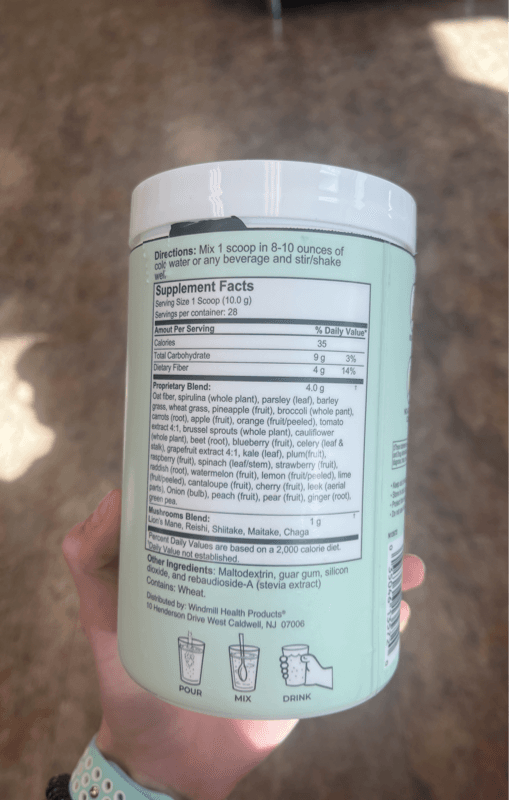 Directions: Mix 1 scoop in 8-10 ounces of
cold water or any beverage and stir/shake
well.
Supplement Facts
Serving Size 1 Scoop (10.0 g)
Servings per container: 28
Amout Per Serving % Daily Value*
Calories 35
Total Carbohydrate 9 g 3%
Dietary Fiber 4 g 14%
Proprietary Blend: 4.0 g †
Oat fiber, spirulina (whole plant), parsley (leaf), barley
grass, wheat grass, pineapple (fruit), broccoli (whole pant),
carrots (root), apple (fruit), orange (fruit/peeled), tomato
extract 4:1, brussel sprouts (whole plant), cauliflower
(whole plant), beet (root), blueberry (fruit), celery (leaf &
stalk), grapefruit extract 4:1, kale (leaf), plum(fruit),
raspberry (fruit), spinach (leaf/stem), strawberry (fruit),
raddish (root), watermelon (fruit), lemon (fruit/peeled), lime
(fruit/peeled), cantaloupe (fruit), cherry (fruit), leek (aerial
parts), Onion (bulb), peach (fruit), pear (fruit), ginger (root),
green pea.
Mushrooms Blend: 1 g †
Lion's Mane, Reishi, Shiitake, Maitake, Chaga
*Percent Daily Values are based on a 2,000 calorie diet.
†Daily Value not established.
Other Ingredients: Maltodextrin, guar gum, silicon
dioxide, and rebaudioside-A (stevia extract)
Contains: Wheat.
Distributed by: Windmill Health Products®
10 Henderson Drive West Caldwell, NJ 07006
POUR MIX DRINK